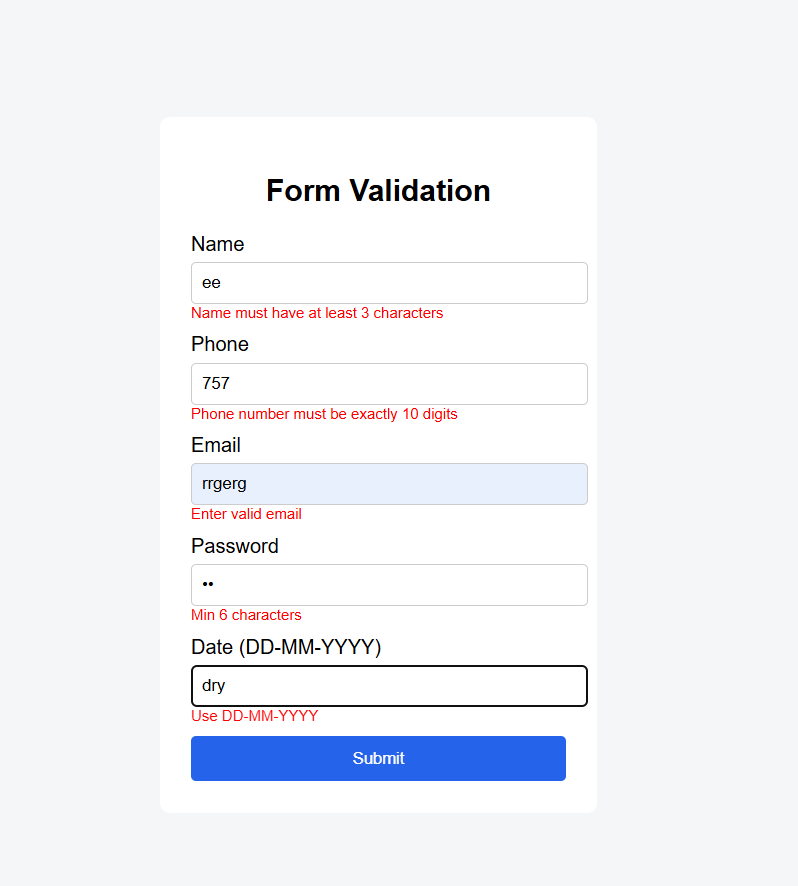 Form Validation
Name
ee
Name must have at least 3 characters
Phone
757
Phone number must be exactly 10 digits
Email
rrgerg
Enter valid email
Password
••
Min 6 characters
Date (DD-MM-YYYY)
dry
Use DD-MM-YYYY
Submit